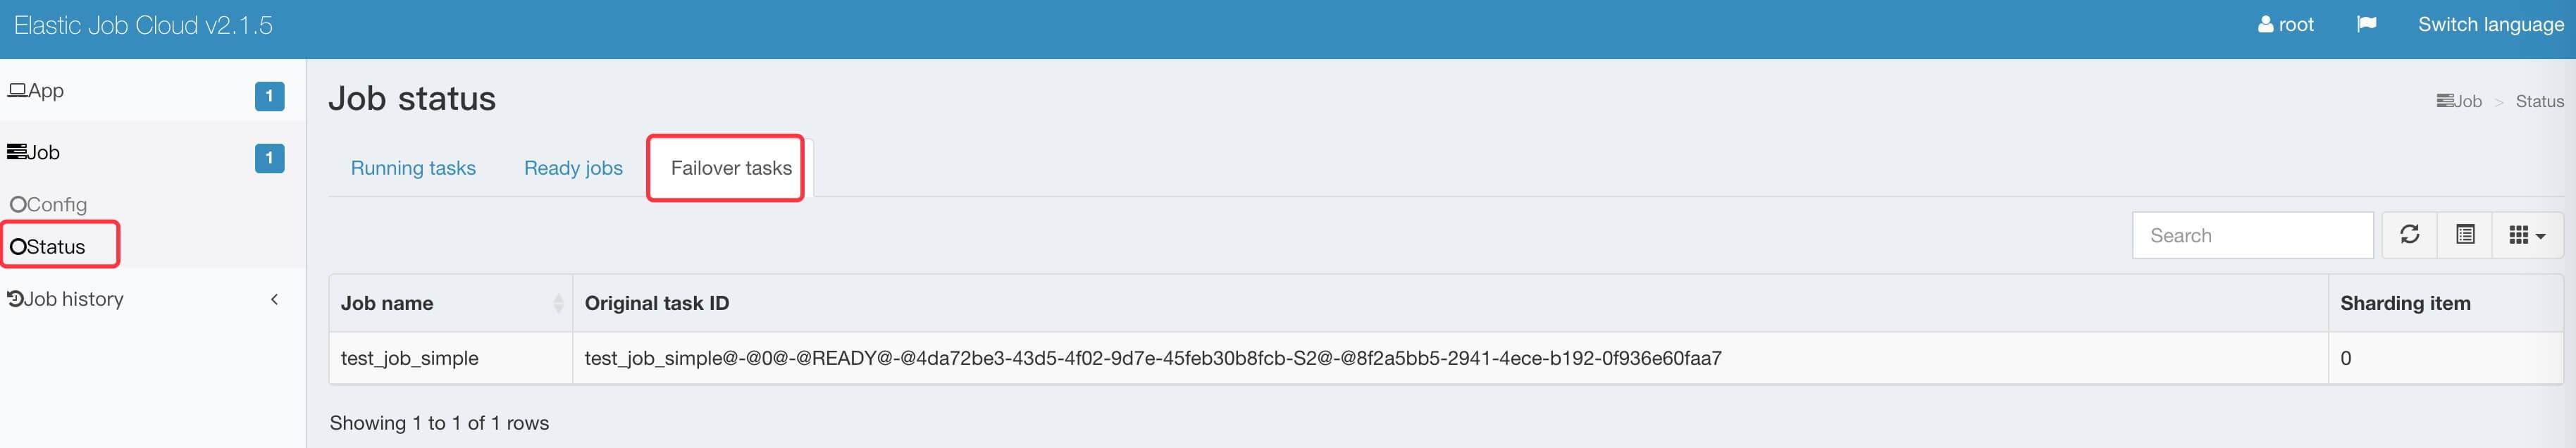 Elastic Job Cloud v2.1.5
root
Switch language
App
1
Job
1
Config
Status
Job history
Job status
Job > Status
Running tasks
Ready jobs
Failover tasks
Search
Job name
Original task ID
Sharding item
test_job_simple
test_job_simple@-@0@-@READY@-@4da72be3-43d5-4f02-9d7e-45feb30b8fcb-S2@-@8f2a5bb5-2941-4ece-b192-0f936e60faa7
0
Showing 1 to 1 of 1 rows